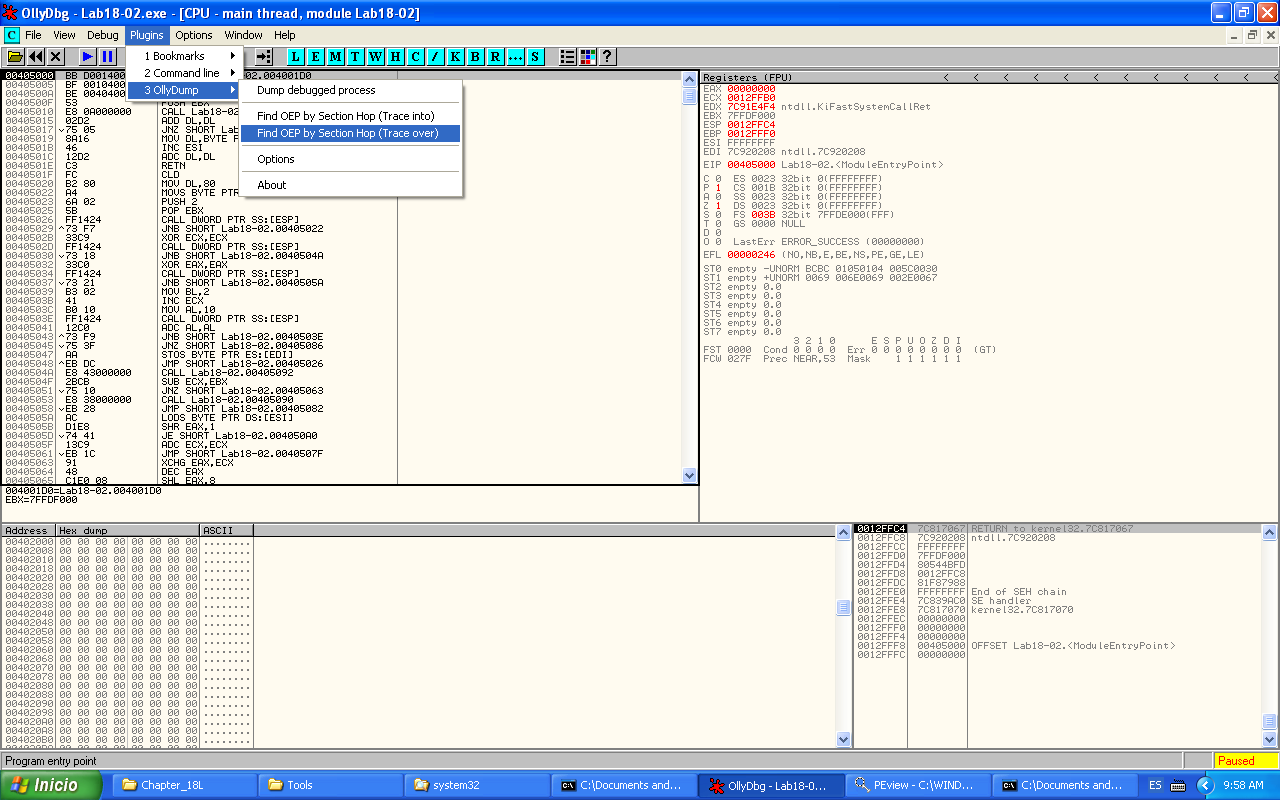 OllyDbg - Lab18-02.exe - [CPU - main thread, module Lab18-02]
C File View Debug Plugins Options Window Help
L E M T W H C / K B R ... S ?
1 Bookmarks
2 Command line
3 OllyDump
Dump debugged process
Find OEP by Section Hop (Trace into)
Find OEP by Section Hop (Trace over)
Options
About
00405000 BB D0014000 02.004001D0
00405005 BF 0010400
0040500A BE 0040400
0040500F 53 PUSH EBX
00405010 E8 0A000000 CALL Lab18-
00405015 02D2 ADD DL,DL
00405017 75 05 JNZ SHORT Lab
00405019 8A16 MOV DL,BYTE P
0040501B 46 INC ESI
0040501C 12D2 ADC DL,DL
0040501E C3 RETN
0040501F FC CLD
00405020 B2 80 MOV DL,80
00405022 A4 MOVS BYTE PTR
00405023 6A 02 PUSH 2
00405025 5B POP EBX
00405026 FF1424 CALL DWORD PTR SS:[ESP]
00405029 ^73 F7 JNB SHORT Lab18-02.00405022
0040502B 33C9 XOR ECX,ECX
0040502D FF1424 CALL DWORD PTR SS:[ESP]
00405030 73 18 JNB SHORT Lab18-02.0040504A
00405032 33C0 XOR EAX,EAX
00405034 FF1424 CALL DWORD PTR SS:[ESP]
00405037 73 21 JNB SHORT Lab18-02.0040505A
00405039 B3 02 MOV BL,2
0040503B 41 INC ECX
0040503C B0 10 MOV AL,10
0040503E FF1424 CALL DWORD PTR SS:[ESP]
00405041 12C0 ADC AL,AL
00405043 ^73 F9 JNB SHORT Lab18-02.0040503E
00405045 75 3F JNZ SHORT Lab18-02.00405086
00405047 AA STOS BYTE PTR ES:[EDI]
00405048 ^EB DC JMP SHORT Lab18-02.00405026
0040504A E8 43000000 CALL Lab18-02.00405092
0040504F 2BCB SUB ECX,EBX
00405051 75 10 JNZ SHORT Lab18-02.00405063
00405053 E8 38000000 CALL Lab18-02.00405090
00405058 EB 28 JMP SHORT Lab18-02.00405082
0040505A AC LODS BYTE PTR DS:[ESI]
0040505B D1E8 SHR EAX,1
0040505D 74 41 JE SHORT Lab18-02.004050A0
0040505F 13C9 ADC ECX,ECX
00405061 EB 1C JMP SHORT Lab18-02.0040507F
00405063 91 XCHG EAX,ECX
00405064 48 DEC EAX
00405065 C1E0 08 SHL EAX,8
004001D0=Lab18-02.004001D0
EBX=7FFDF000
Registers (FPU) < < < < < < < < < < < <
EAX 00000000
ECX 0012FFB0
EDX 7C91E4F4 ntdll.KiFastSystemCallRet
EBX 7FFDF000
ESP 0012FFC4
EBP 0012FFF0
ESI FFFFFFFF
EDI 7C920208 ntdll.7C920208
EIP 00405000 Lab18-02.<ModuleEntryPoint>
C 0 ES 0023 32bit 0(FFFFFFFF)
P 1 CS 001B 32bit 0(FFFFFFFF)
A 0 SS 0023 32bit 0(FFFFFFFF)
Z 1 DS 0023 32bit 0(FFFFFFFF)
S 0 FS 003B 32bit 7FFDE000(FFF)
T 0 GS 0000 NULL
D 0
O 0 LastErr ERROR_SUCCESS (00000000)
EFL 00000246 (NO,NB,E,BE,NS,PE,GE,LE)
ST0 empty -UNORM BCBC 01050104 005C0030
ST1 empty +UNORM 0069 006E0069 002E0067
ST2 empty 0.0
ST3 empty 0.0
ST4 empty 0.0
ST5 empty 0.0
ST6 empty 0.0
ST7 empty 0.0
3 2 1 0 E S P U O Z D I
FST 0000 Cond 0 0 0 0 Err 0 0 0 0 0 0 0 0 (GT)
FCW 027F Prec NEAR,53 Mask 1 1 1 1 1 1
Address Hex dump ASCII
00402000 00 00 00 00 00 00 00 00 ........
00402008 00 00 00 00 00 00 00 00 ........
00402010 00 00 00 00 00 00 00 00 ........
00402018 00 00 00 00 00 00 00 00 ........
00402020 00 00 00 00 00 00 00 00 ........
00402028 00 00 00 00 00 00 00 00 ........
00402030 00 00 00 00 00 00 00 00 ........
00402038 00 00 00 00 00 00 00 00 ........
00402040 00 00 00 00 00 00 00 00 ........
00402048 00 00 00 00 00 00 00 00 ........
00402050 00 00 00 00 00 00 00 00 ........
00402058 00 00 00 00 00 00 00 00 ........
00402060 00 00 00 00 00 00 00 00 ........
00402068 00 00 00 00 00 00 00 00 ........
00402070 00 00 00 00 00 00 00 00 ........
00402078 00 00 00 00 00 00 00 00 ........
00402080 00 00 00 00 00 00 00 00 ........
00402088 00 00 00 00 00 00 00 00 ........
00402090 00 00 00 00 00 00 00 00 ........
00402098 00 00 00 00 00 00 00 00 ........
004020A0 00 00 00 00 00 00 00 00 ........
004020A8 00 00 00 00 00 00 00 00 ........
004020B0 00 00 00 00 00 00 00 00 ........
0012FFC4 7C817067 RETURN to kernel32.7C817067
0012FFC8 7C920208 ntdll.7C920208
0012FFCC FFFFFFFF
0012FFD0 7FFDF000
0012FFD4 80544BFD
0012FFD8 0012FFC8
0012FFDC 81F87988
0012FFE0 FFFFFFFF End of SEH chain
0012FFE4 7C839AC0 SE handler
0012FFE8 7C817070 kernel32.7C817070
0012FFEC 00000000
0012FFF0 00000000
0012FFF4 00000000
0012FFF8 00405000 OFFSET Lab18-02.<ModuleEntryPoint>
0012FFFC 00000000
Program entry point
Paused
Inicio
Chapter_18L
Tools
system32
C:\Documents and...
OllyDbg - Lab18-0...
PEview - C:\WIND...
C:\Documents and...
ES
9:58 AM